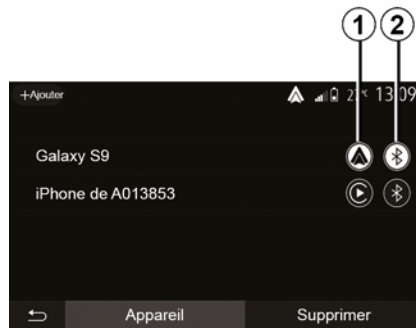 1 2
+Ajouter 13:09
Galaxy S9
iPhone de A013853
Appareil Supprimer